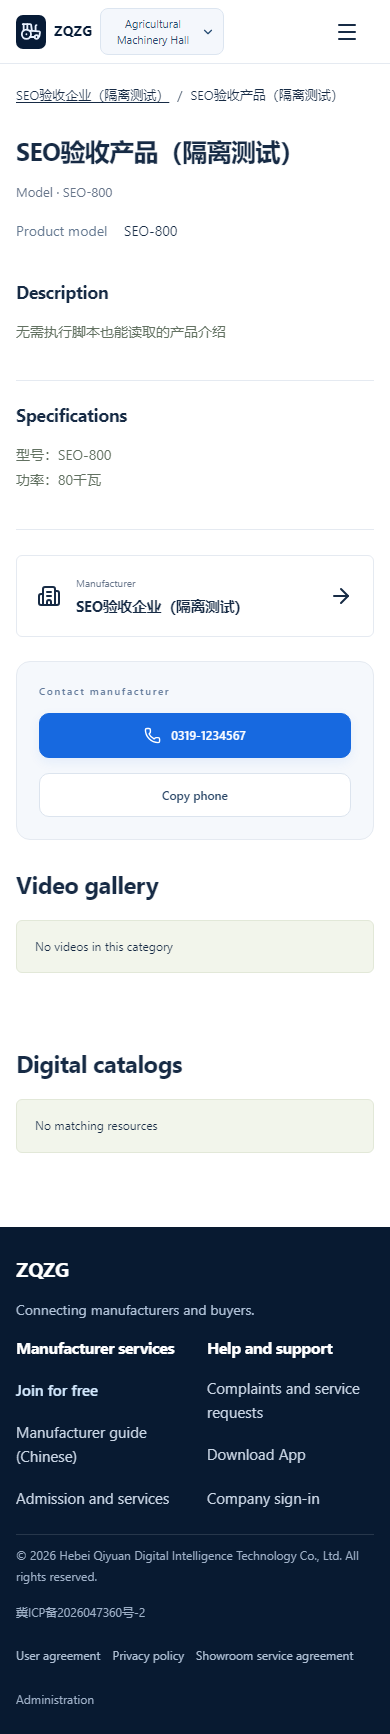 ZQZG
Agricultural
Machinery Hall
SEO验收企业（隔离测试） / SEO验收产品（隔离测试）
SEO验收产品（隔离测试）
Model · SEO-800
Product model SEO-800
Description
无需执行脚本也能读取的产品介绍
Specifications
型号：SEO-800
功率：80千瓦
Manufacturer
SEO验收企业（隔离测试）
Contact manufacturer
0319-1234567
Copy phone
Video gallery
No videos in this category
Digital catalogs
No matching resources
ZQZG
Connecting manufacturers and buyers.
Manufacturer services
Join for free
Manufacturer guide
(Chinese)
Admission and services
Help and support
Complaints and service
requests
Download App
Company sign-in
© 2026 Hebei Qiyuan Digital Intelligence Technology Co., Ltd. All
rights reserved.
冀ICP备2026047360号-2
User agreement Privacy policy Showroom service agreement
Administration